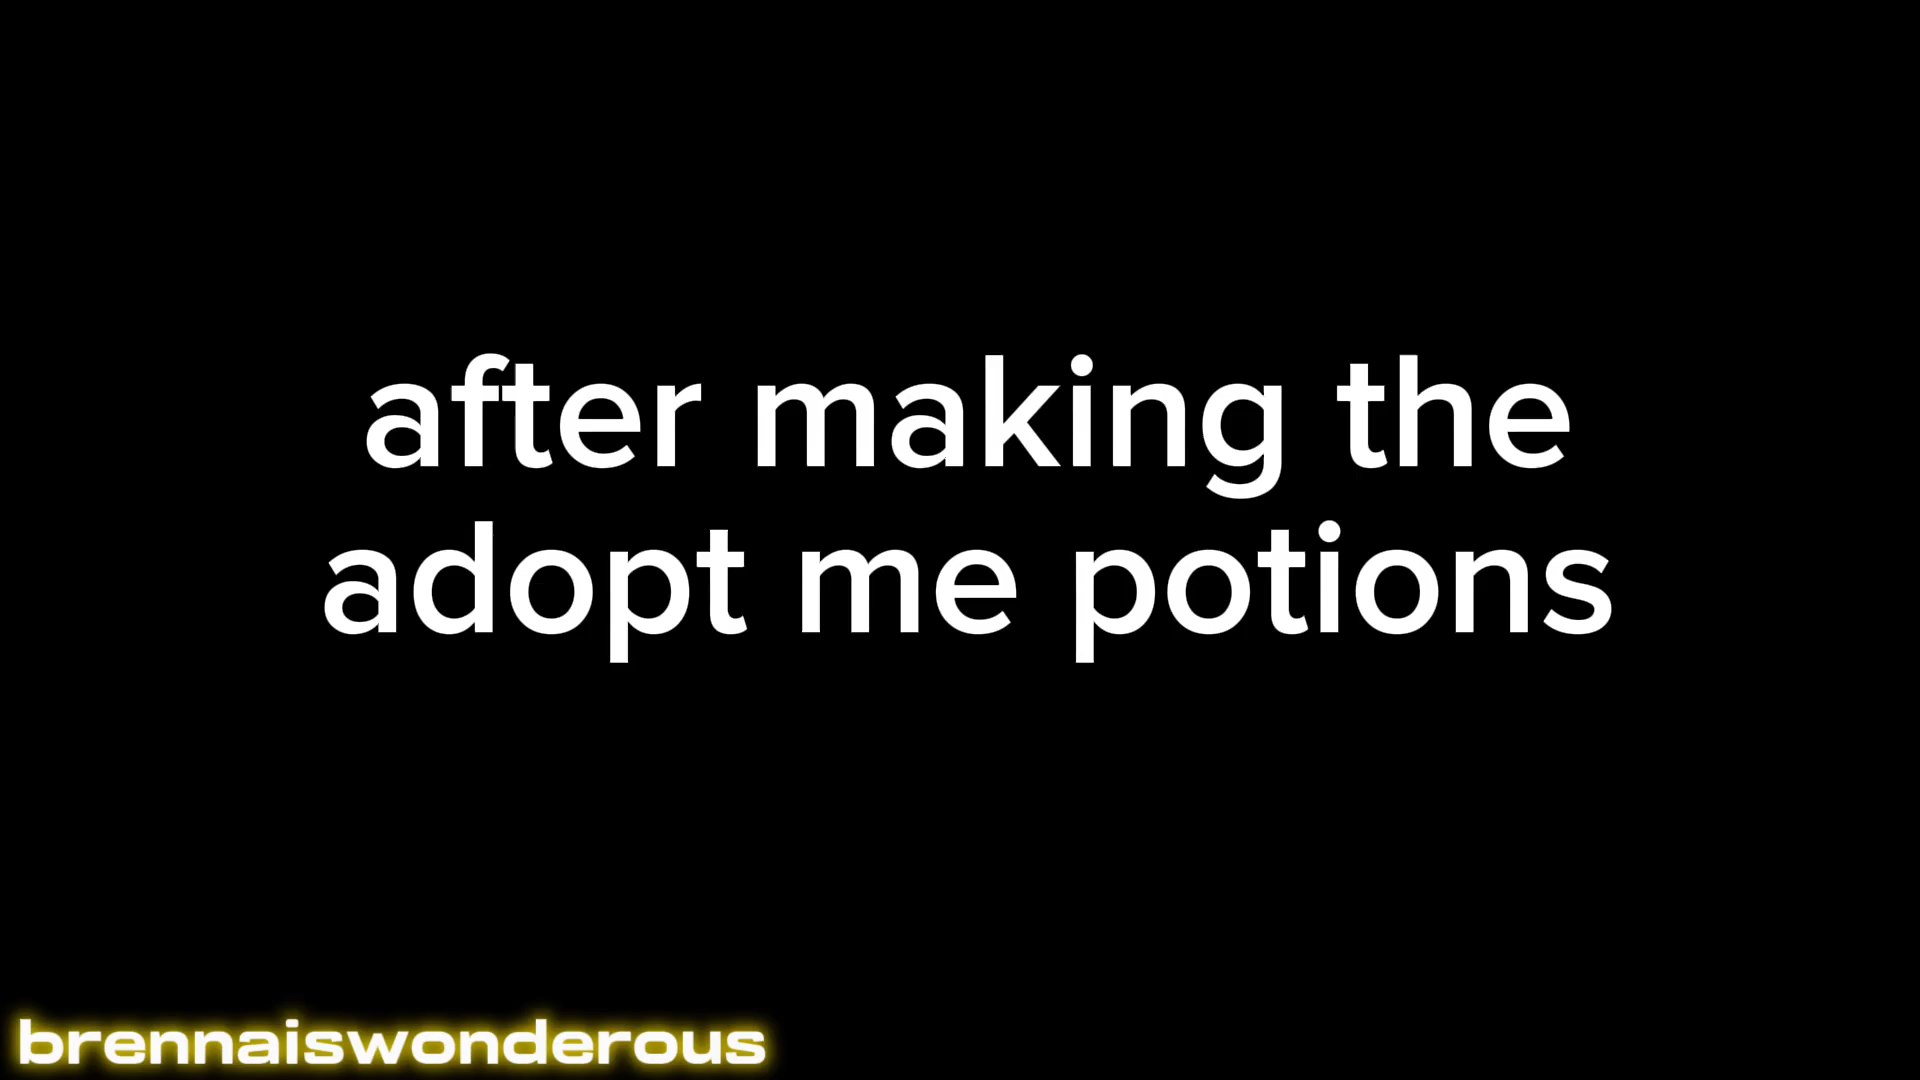 after making the
adopt me potions
brennaiswonderous